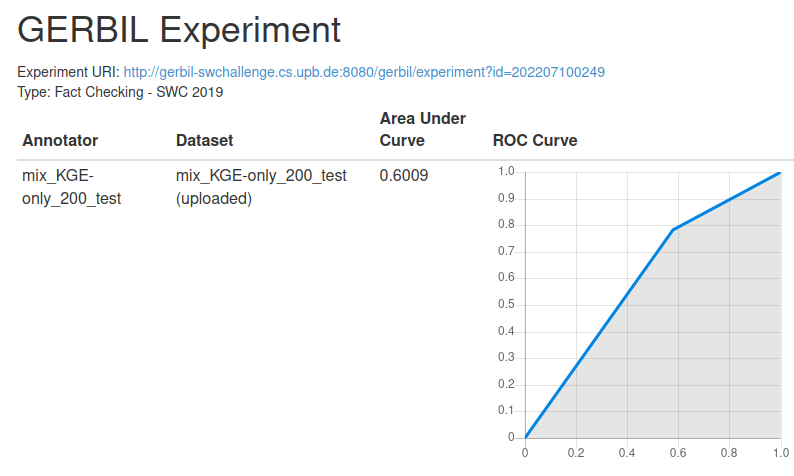 GERBIL Experiment
Experiment URI: http://gerbil-swchallenge.cs.upb.de:8080/gerbil/experiment?id=202207100249
Type: Fact Checking - SWC 2019
Annotator Dataset Area Under Curve ROC Curve
mix_KGE-only_200_test mix_KGE-only_200_test (uploaded) 0.6009
1.0
0.9
0.8
0.7
0.6
0.5
0.4
0.3
0.2
0.1
0
0 0.2 0.4 0.6 0.8 1.0